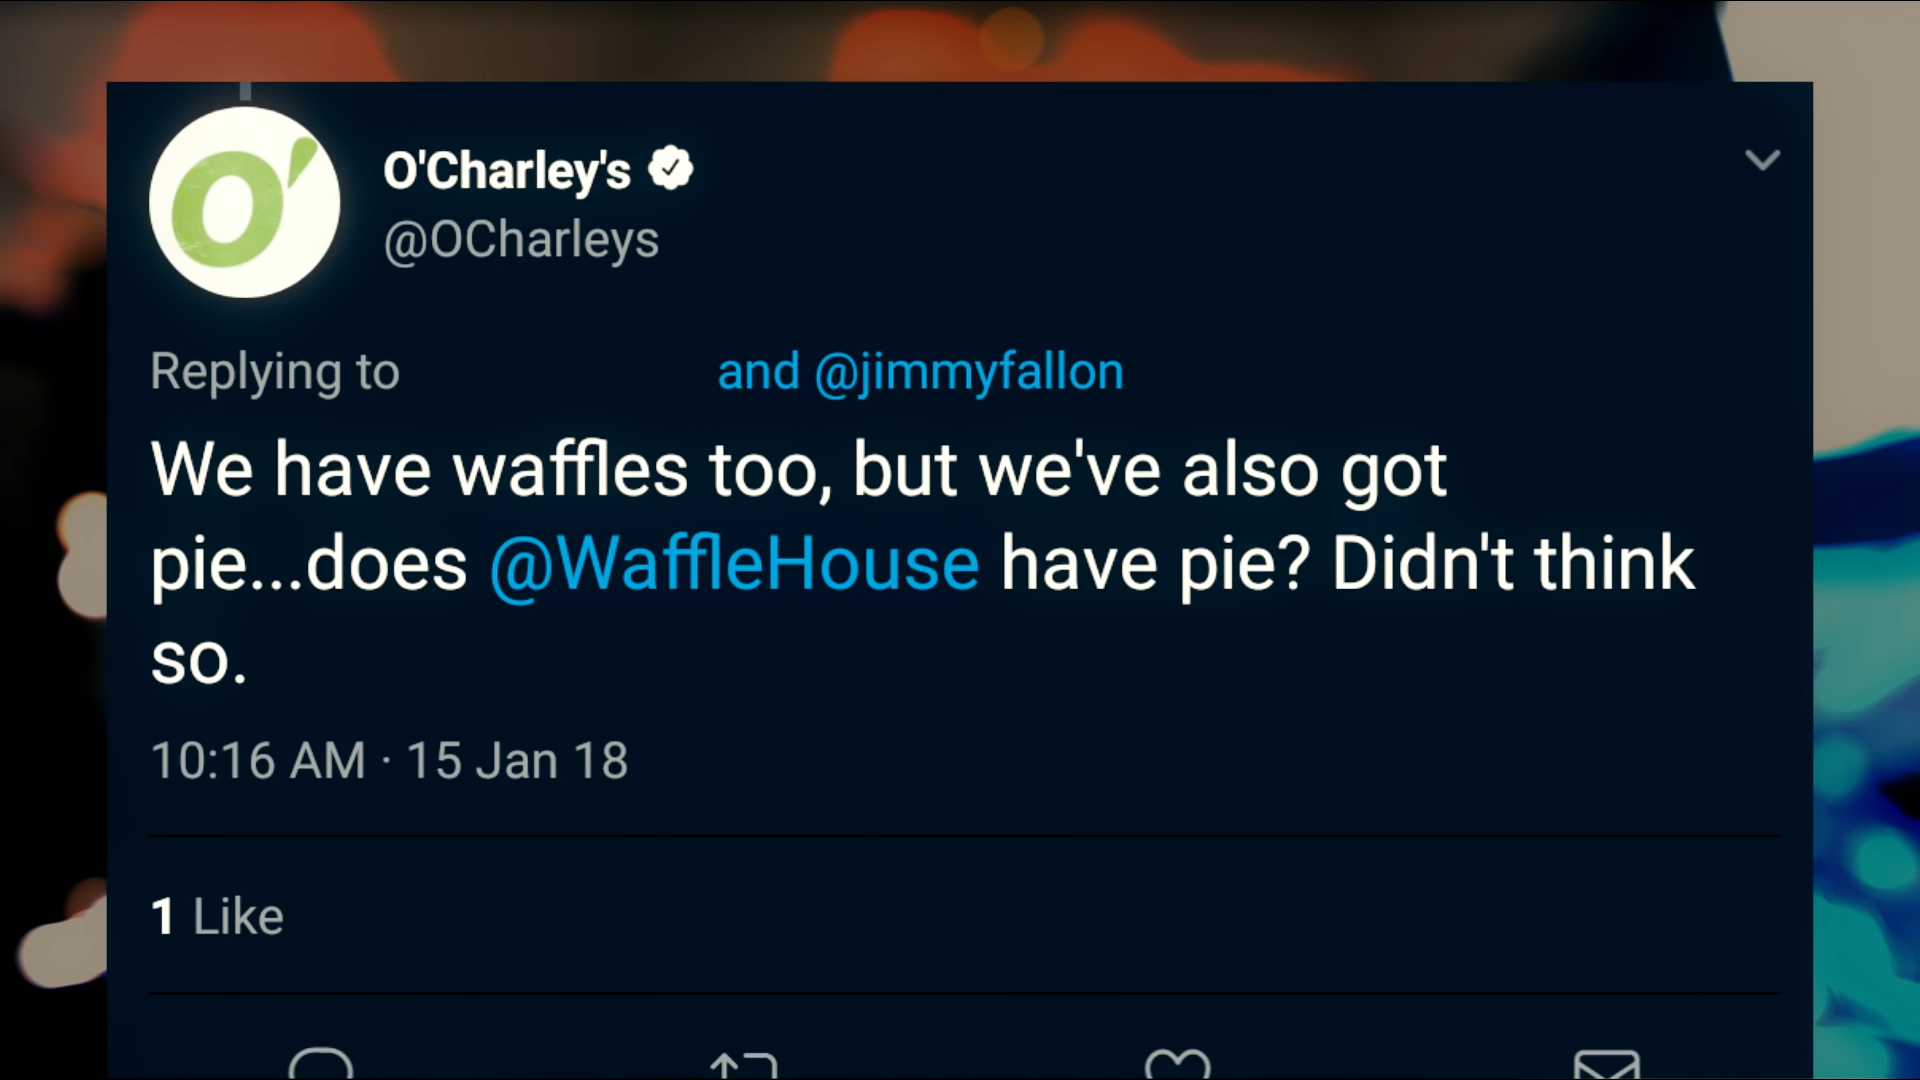 O'
O'Charley's
@OCharleys
Replying to and @jimmyfallon
We have waffles too, but we've also got
pie...does @WaffleHouse have pie? Didn't think
so.
10:16 AM · 15 Jan 18
1 Like